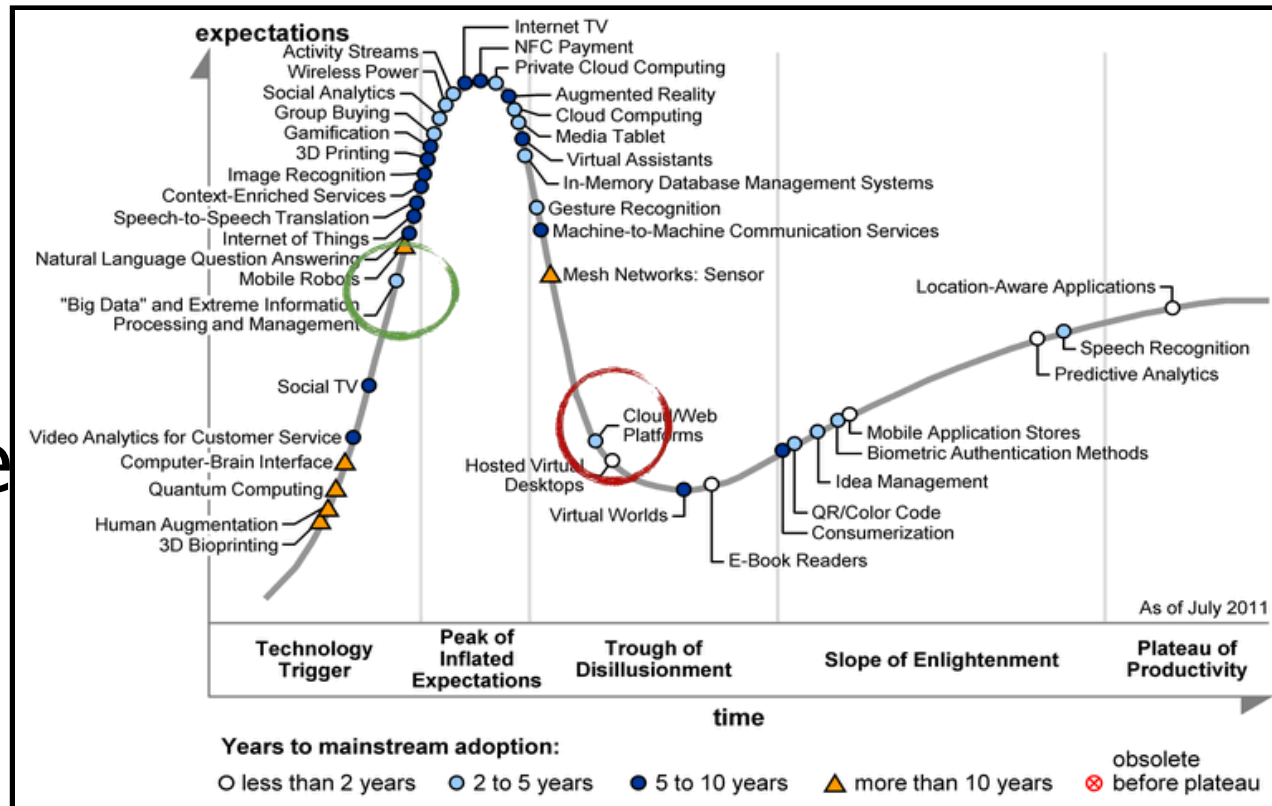 expectations
Activity Streams
Wireless Power
Social Analytics
Group Buying
Gamification
3D Printing
Image Recognition
Context-Enriched Services
Speech-to-Speech Translation
Internet of Things
Natural Language Question Answering
Mobile Robots
"Big Data" and Extreme Information
Processing and Management
Social TV
Video Analytics for Customer Service
Computer-Brain Interface
Quantum Computing
Human Augmentation
3D Bioprinting
Internet TV
NFC Payment
Private Cloud Computing
Augmented Reality
Cloud Computing
Media Tablet
Virtual Assistants
In-Memory Database Management Systems
Gesture Recognition
Machine-to-Machine Communication Services
Mesh Networks: Sensor
Cloud/Web
Platforms
Hosted Virtual
Desktops
Virtual Worlds
E-Book Readers
Consumerization
QR/Color Code
Idea Management
Biometric Authentication Methods
Mobile Application Stores
Predictive Analytics
Speech Recognition
Location-Aware Applications
As of July 2011
Technology
Trigger
Peak of
Inflated
Expectations
Trough of
Disillusionment
Slope of Enlightenment
Plateau of
Productivity
time
Years to mainstream adoption:
less than 2 years
2 to 5 years
5 to 10 years
more than 10 years
obsolete
before plateau
e